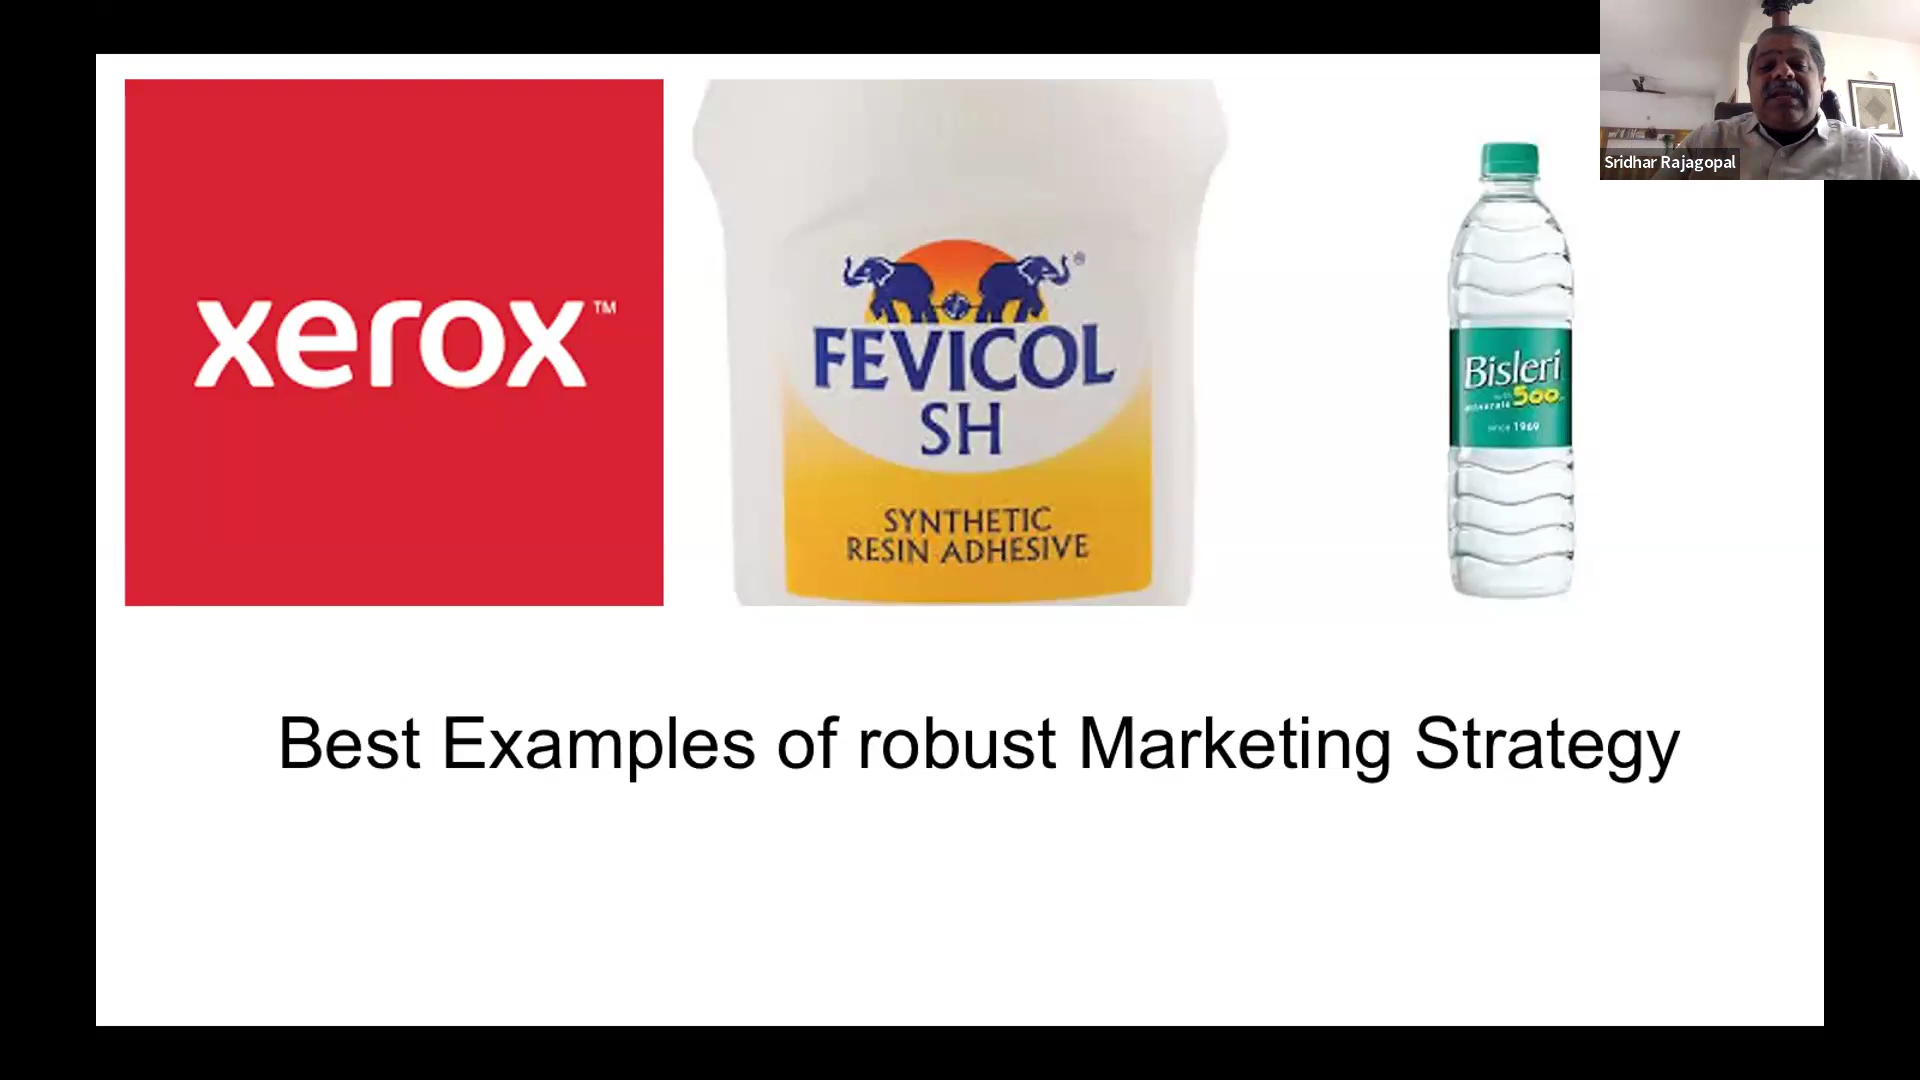 xerox™
FEVICOL®
SH
SYNTHETIC
RESIN ADHESIVE
Bisleri
500
since 1969
Sridhar Rajagopal
Best Examples of robust Marketing Strategy